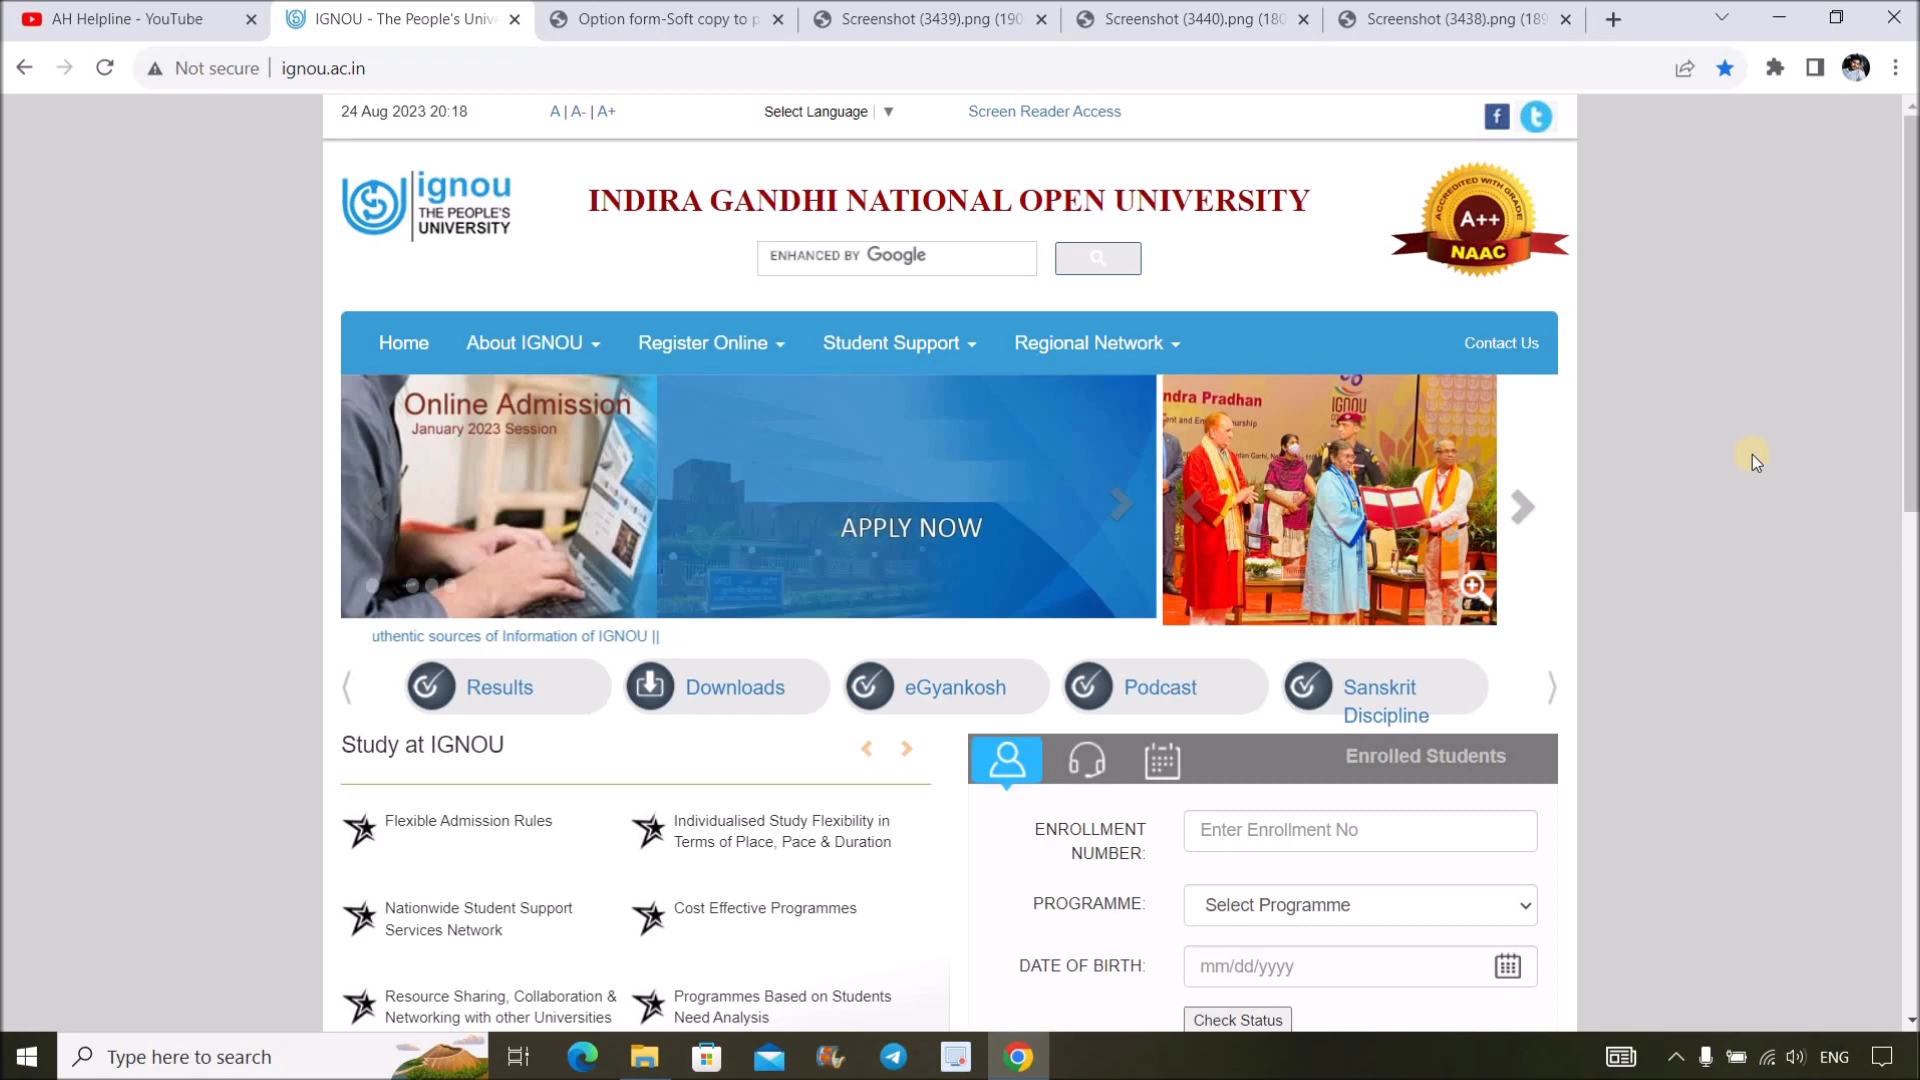 AH Helpline - YouTube
IGNOU - The People's Unive
Option form-Soft copy to p
Screenshot (3439).png (190
Screenshot (3440).png (180
Screenshot (3438).png (189
Not secure
ignou.ac.in
24 Aug 2023 20:18
A | A- | A+
Select Language ▼
Screen Reader Access
ignou
THE PEOPLE'S
UNIVERSITY
INDIRA GANDHI NATIONAL OPEN UNIVERSITY
ENHANCED BY Google
ACCREDITED WITH GRADE
A++
NAAC
Home
About IGNOU
Register Online
Student Support
Regional Network
Contact Us
Online Admission
January 2023 Session
APPLY NOW
ndra Pradhan
IGNOU
uthentic sources of Information of IGNOU ||
Results
Downloads
eGyankosh
Podcast
Sanskrit
Discipline
Study at IGNOU
Enrolled Students
Flexible Admission Rules
Individualised Study Flexibility in
Terms of Place, Pace & Duration
Nationwide Student Support
Services Network
Cost Effective Programmes
Resource Sharing, Collaboration &
Networking with other Universities
Programmes Based on Students
Need Analysis
ENROLLMENT
NUMBER:
Enter Enrollment No
PROGRAMME:
Select Programme
DATE OF BIRTH:
mm/dd/yyyy
Check Status
Type here to search
ENG